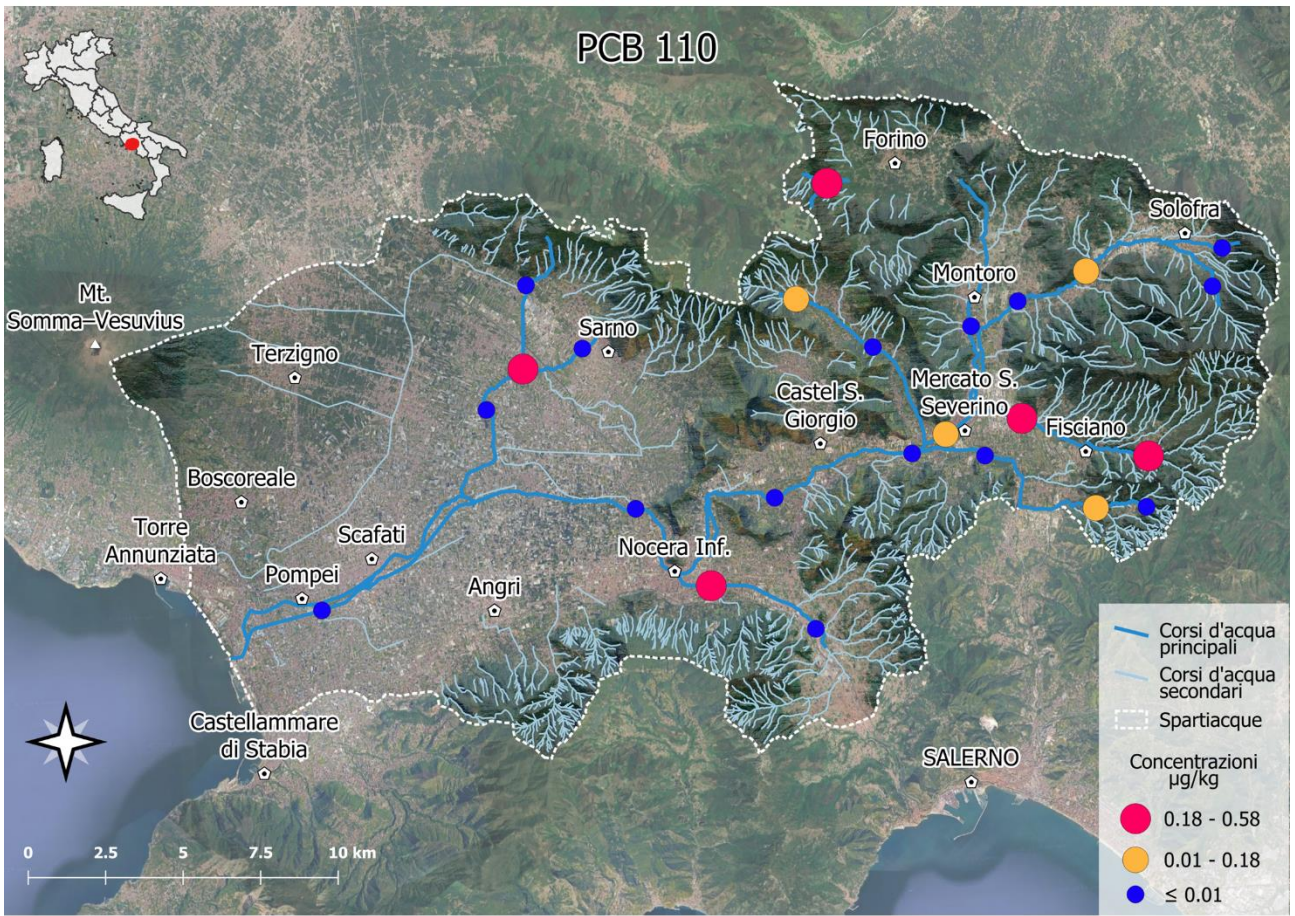 PCB 110
Forino
Solofra
Montoro
Mt.
Somma–Vesuvius
Sarno
Terzigno
Castel S.
Giorgio
Mercato S.
Severino
Fisciano
Boscoreale
Torre
Annunziata
Scafati
Nocera Inf.
Pompei
Angri
Castellammare
di Stabia
SALERNO
0 2.5 5 7.5 10 km
Corsi d'acqua
principali
Corsi d'acqua
secondari
Spartiacque
Concentrazioni
µg/kg
0.18 - 0.58
0.01 - 0.18
≤ 0.01